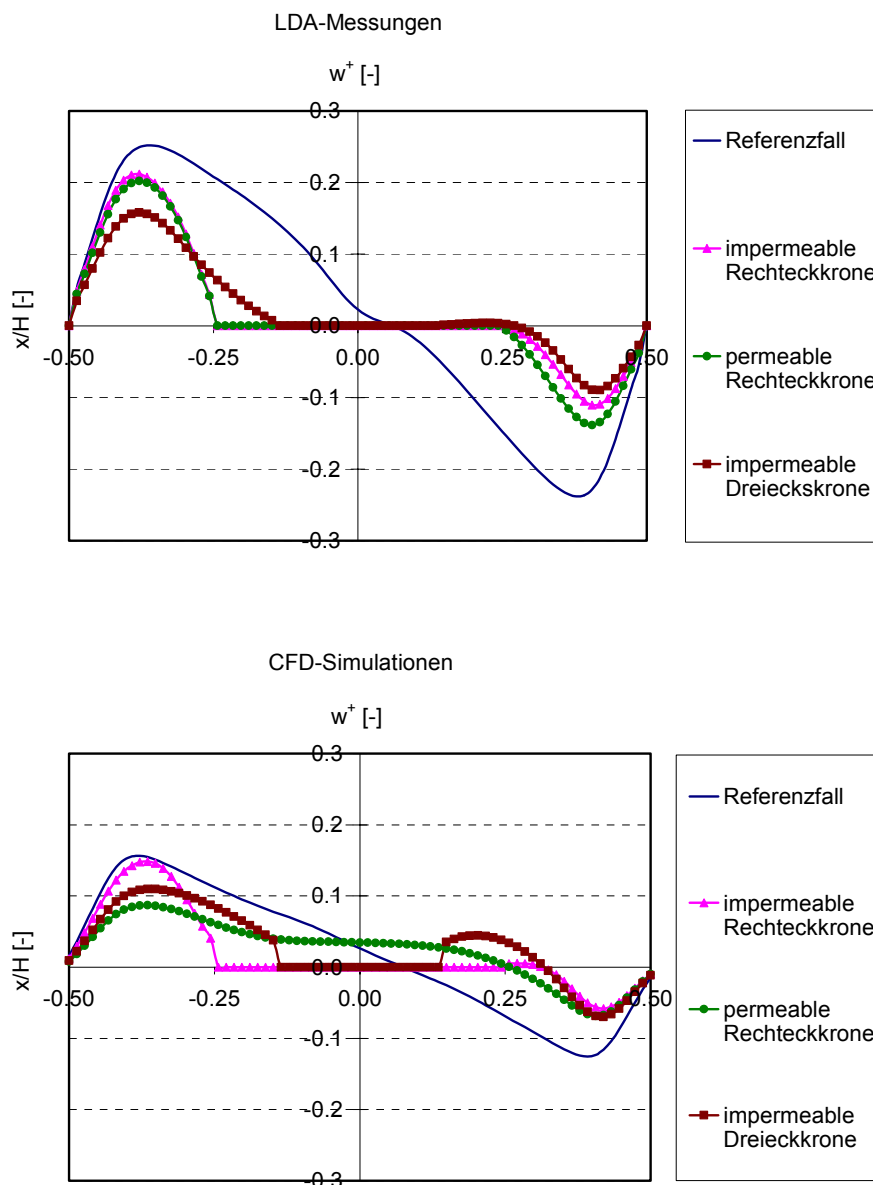 LDA-Messungen
w+ [-]
0.3
0.2
0.1
0.0
-0.1
-0.2
-0.3
-0.50
-0.25
0.00
0.25
0.50
x/H [-]
Referenzfall
impermeable
Rechteckkrone
permeable
Rechteckkrone
impermeable
Dreieckskrone
CFD-Simulationen
w+ [-]
0.3
0.2
0.1
0.0
-0.1
-0.2
-0.3
-0.50
-0.25
0.00
0.25
0.50
x/H [-]
Referenzfall
impermeable
Rechteckkrone
permeable
Rechteckkrone
impermeable
Dreieckkrone